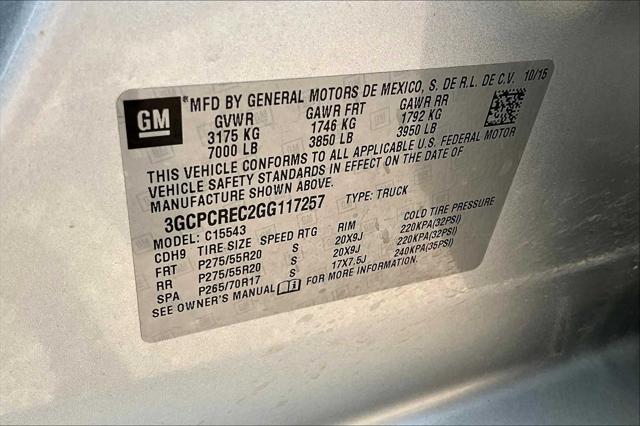 GM
*MFD BY GENERAL MOTORS DE MEXICO, S. DE R.L. DE C.V. 10/15
GVWR GAWR FRT GAWR RR
3175 KG 1746 KG 1792 KG
7000 LB 3850 LB 3950 LB
THIS VEHICLE CONFORMS TO ALL APPLICABLE U.S. FEDERAL MOTOR
VEHICLE SAFETY STANDARDS IN EFFECT ON THE DATE OF
MANUFACTURE SHOWN ABOVE.
3GCPCREC2GG117257 TYPE: TRUCK
MODEL: C15543
CDH9 TIRE SIZE SPEED RTG RIM COLD TIRE PRESSURE
FRT P275/55R20 S 20X9J 220KPA(32PSI)
RR P275/55R20 S 20X9J 220KPA(32PSI)
SPA P265/70R17 S 17X7.5J 240KPA(35PSI)
SEE OWNER'S MANUAL FOR MORE INFORMATION.